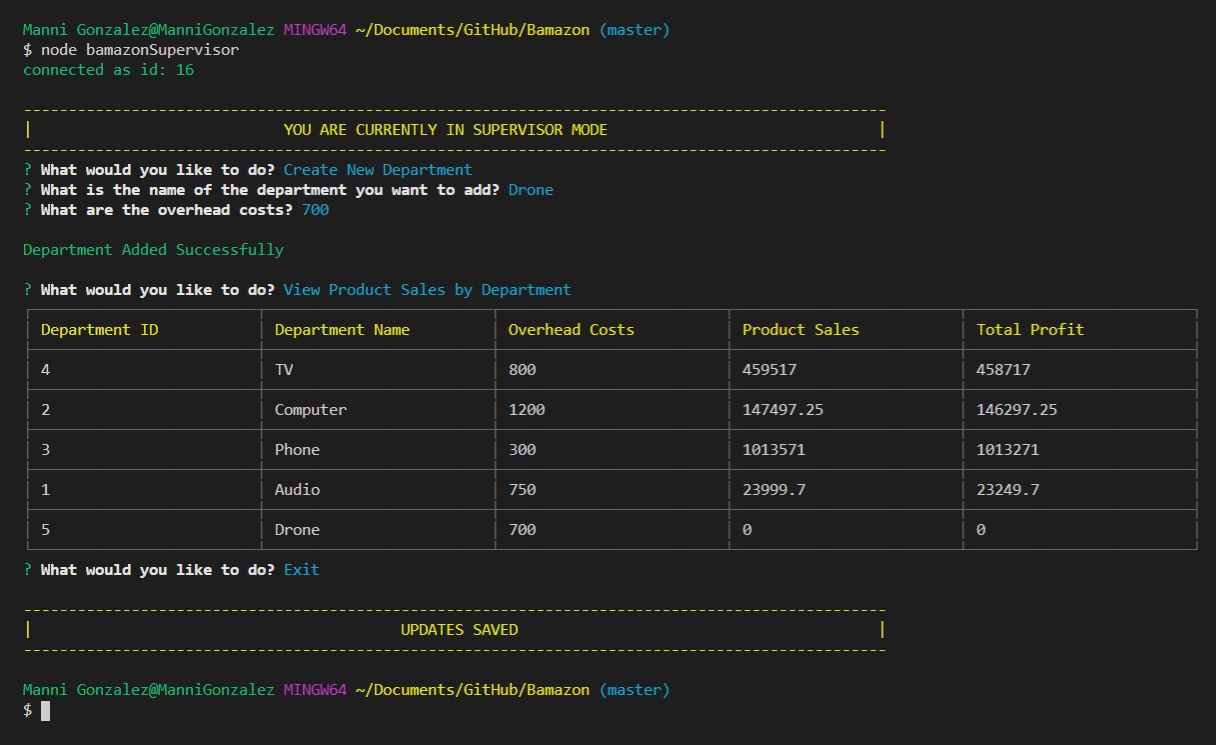 Manni Gonzalez@ManniGonzalez MINGW64 ~/Documents/GitHub/Bamazon (master)
$ node bamazonSupervisor
connected as id: 16
------------------------------------------------------------------------------------------------
| YOU ARE CURRENTLY IN SUPERVISOR MODE |
------------------------------------------------------------------------------------------------
? What would you like to do? Create New Department
? What is the name of the department you want to add? Drone
? What are the overhead costs? 700
Department Added Successfully
? What would you like to do? View Product Sales by Department
Department ID Department Name Overhead Costs Product Sales Total Profit
4 TV 800 459517 458717
2 Computer 1200 147497.25 146297.25
3 Phone 300 1013571 1013271
1 Audio 750 23999.7 23249.7
5 Drone 700 0 0
? What would you like to do? Exit
------------------------------------------------------------------------------------------------
| UPDATES SAVED |
------------------------------------------------------------------------------------------------
Manni Gonzalez@ManniGonzalez MINGW64 ~/Documents/GitHub/Bamazon (master)
$